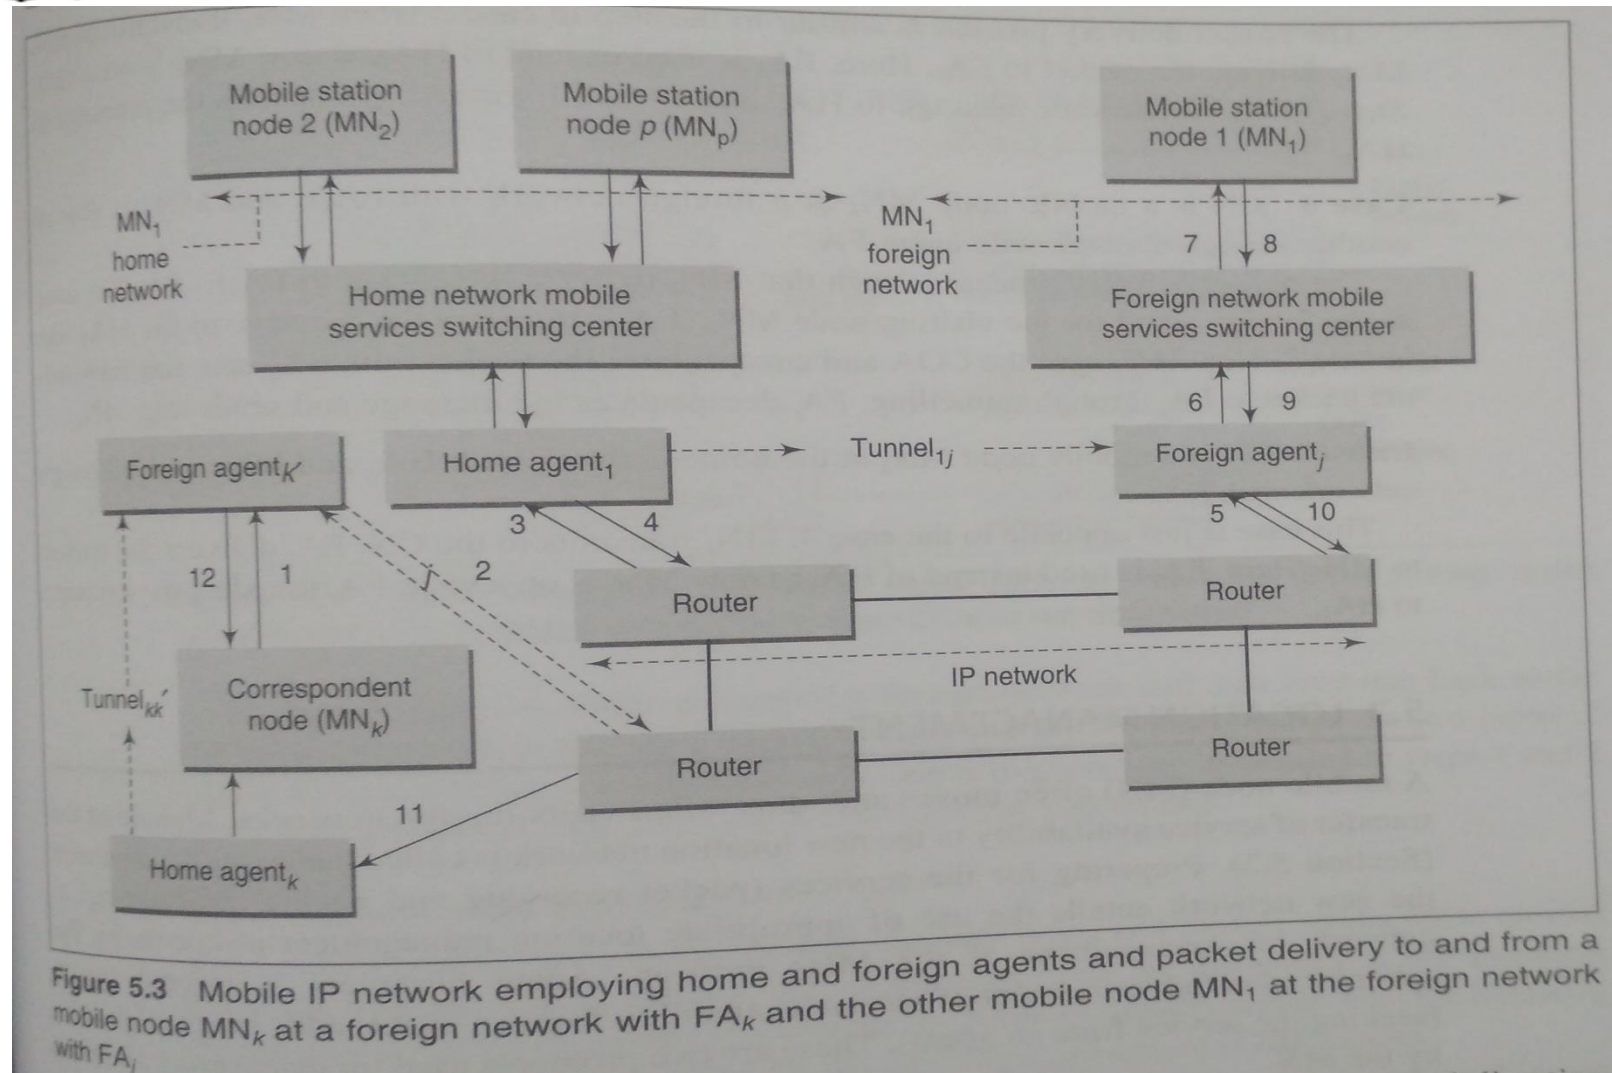 Mobile station
node 2 (MN₂)
Mobile station
node p (MNₚ)
Mobile station
node 1 (MN₁)
MN₁
home
network
MN₁
foreign
network
7
8
Home network mobile
services switching center
Foreign network mobile
services switching center
6
9
Foreign agentₖ′
Home agent₁
Tunnel₁ⱼ
Foreign agentⱼ
3
4
5
10
12
1
2
Router
Router
IP network
Tunnelₖₖ′
Correspondent
node (MNₖ)
Router
Router
11
Home agentₖ
Figure 5.3 Mobile IP network employing home and foreign agents and packet delivery to and from a
mobile node MNₖ at a foreign network with FAₖ and the other mobile node MN₁ at the foreign network
with FAⱼ